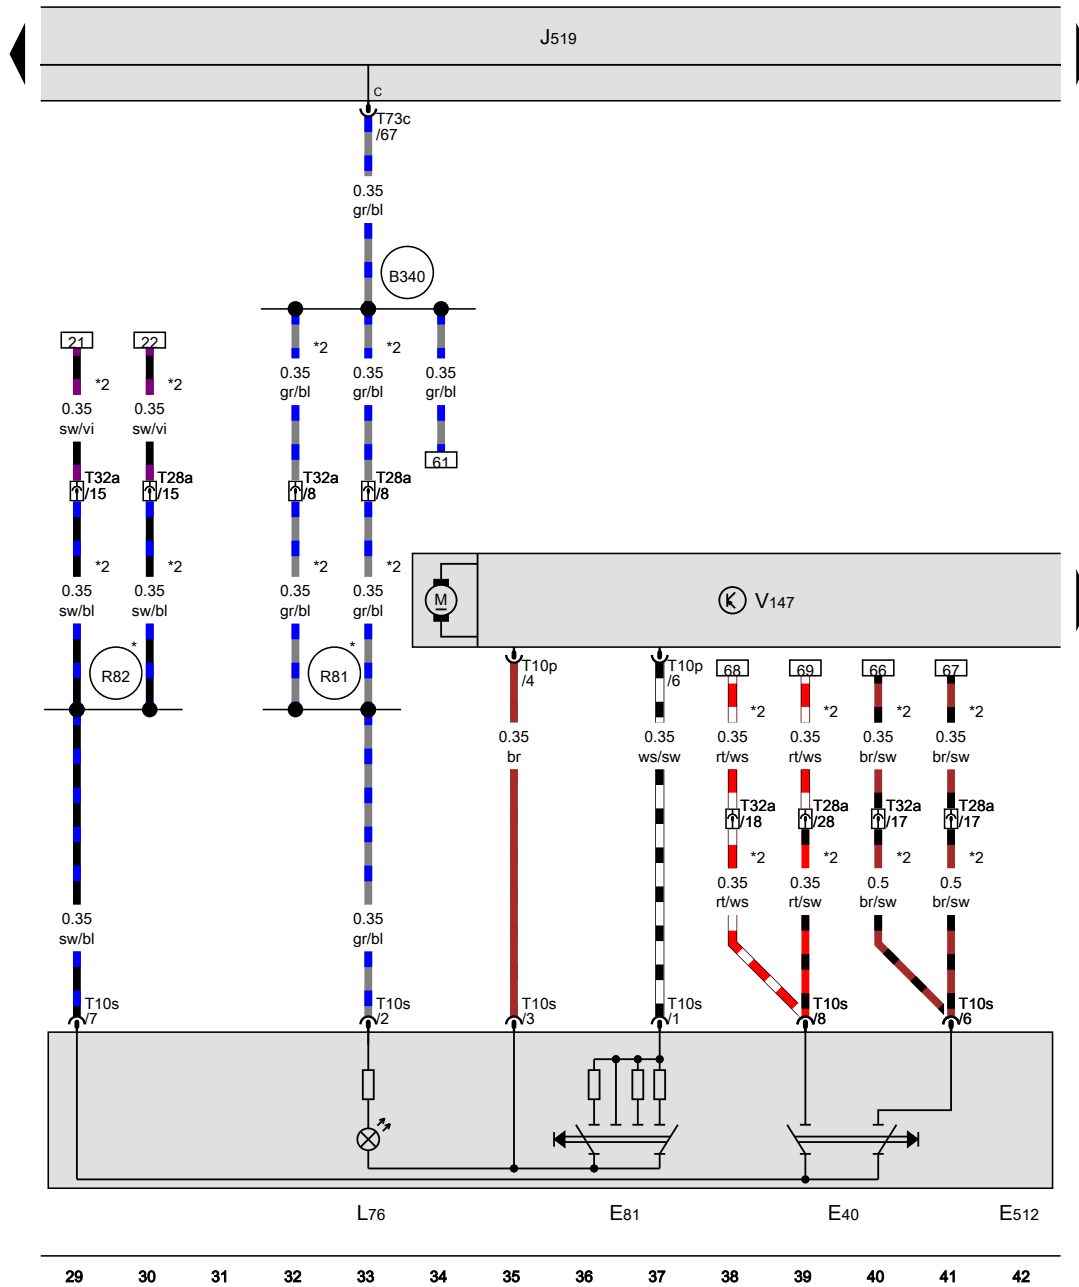 J519
c
T73c
/67
0.35
gr/bl
B340
21
22
*2
*2
*2
*2
0.35
gr/bl
0.35
gr/bl
0.35
gr/bl
0.35
sw/vi
0.35
sw/vi
61
T32a
/15
T28a
/15
T32a
/8
T28a
/8
*2
*2
*2
*2
0.35
sw/bl
0.35
sw/bl
0.35
gr/bl
0.35
gr/bl
M
V147
*
R82
*
R81
T10p
/4
T10p
/6
68
69
66
67
*2
*2
*2
*2
0.35
br
0.35
ws/sw
0.35
rt/ws
0.35
rt/ws
0.35
br/sw
0.35
br/sw
T32a
/18
T28a
/28
T32a
/17
T28a
/17
*2
*2
*2
*2
0.35
rt/ws
0.35
rt/sw
0.5
br/sw
0.5
br/sw
0.35
sw/bl
0.35
gr/bl
T10s
/7
T10s
/2
T10s
/3
T10s
/1
T10s
/8
T10s
/6
L76
E81
E40
E512
29 30 31 32 33 34 35 36 37 38 39 40 41 42